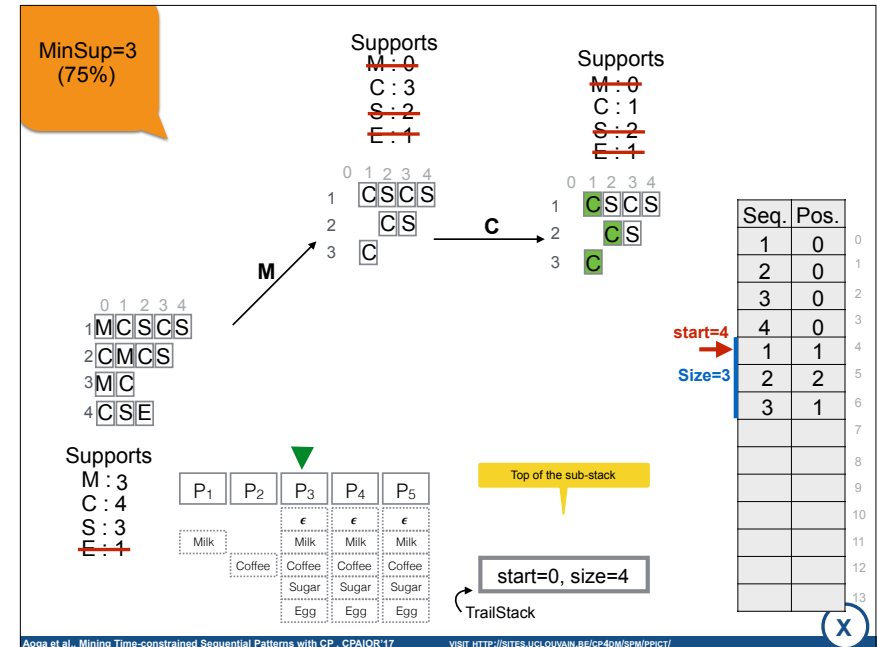 MinSup=3
(75%)
Supports
M : 0
C : 3
S : 2
E : 1
0 1 2 3 4
1 C S C S
2 C S
3 C
M
C
Supports
M : 0
C : 1
S : 2
E : 1
0 1 2 3 4
1 C S C S
2 C S
3 C
0 1 2 3 4
1 M C S C S
2 C M C S
3 M C
4 C S E
Supports
M : 3
C : 4
S : 3
E : 1
P1 P2 P3 P4 P5
ϵ ϵ ϵ
Milk Milk Milk Milk
Coffee Coffee Coffee Coffee
Sugar Sugar Sugar
Egg Egg Egg
Top of the sub-stack
start=0, size=4
TrailStack
start=4
Size=3
Seq. Pos.
1 0 0
2 0 1
3 0 2
4 0 3
1 1 4
2 2 5
3 1 6
7
8
9
10
11
12
13
X
Aoga et al., Mining Time-constrained Sequential Patterns with CP , CPAIOR'17
VISIT HTTP://SITES.UCLOUVAIN.BE/CP4DM/SPM/PPICT/